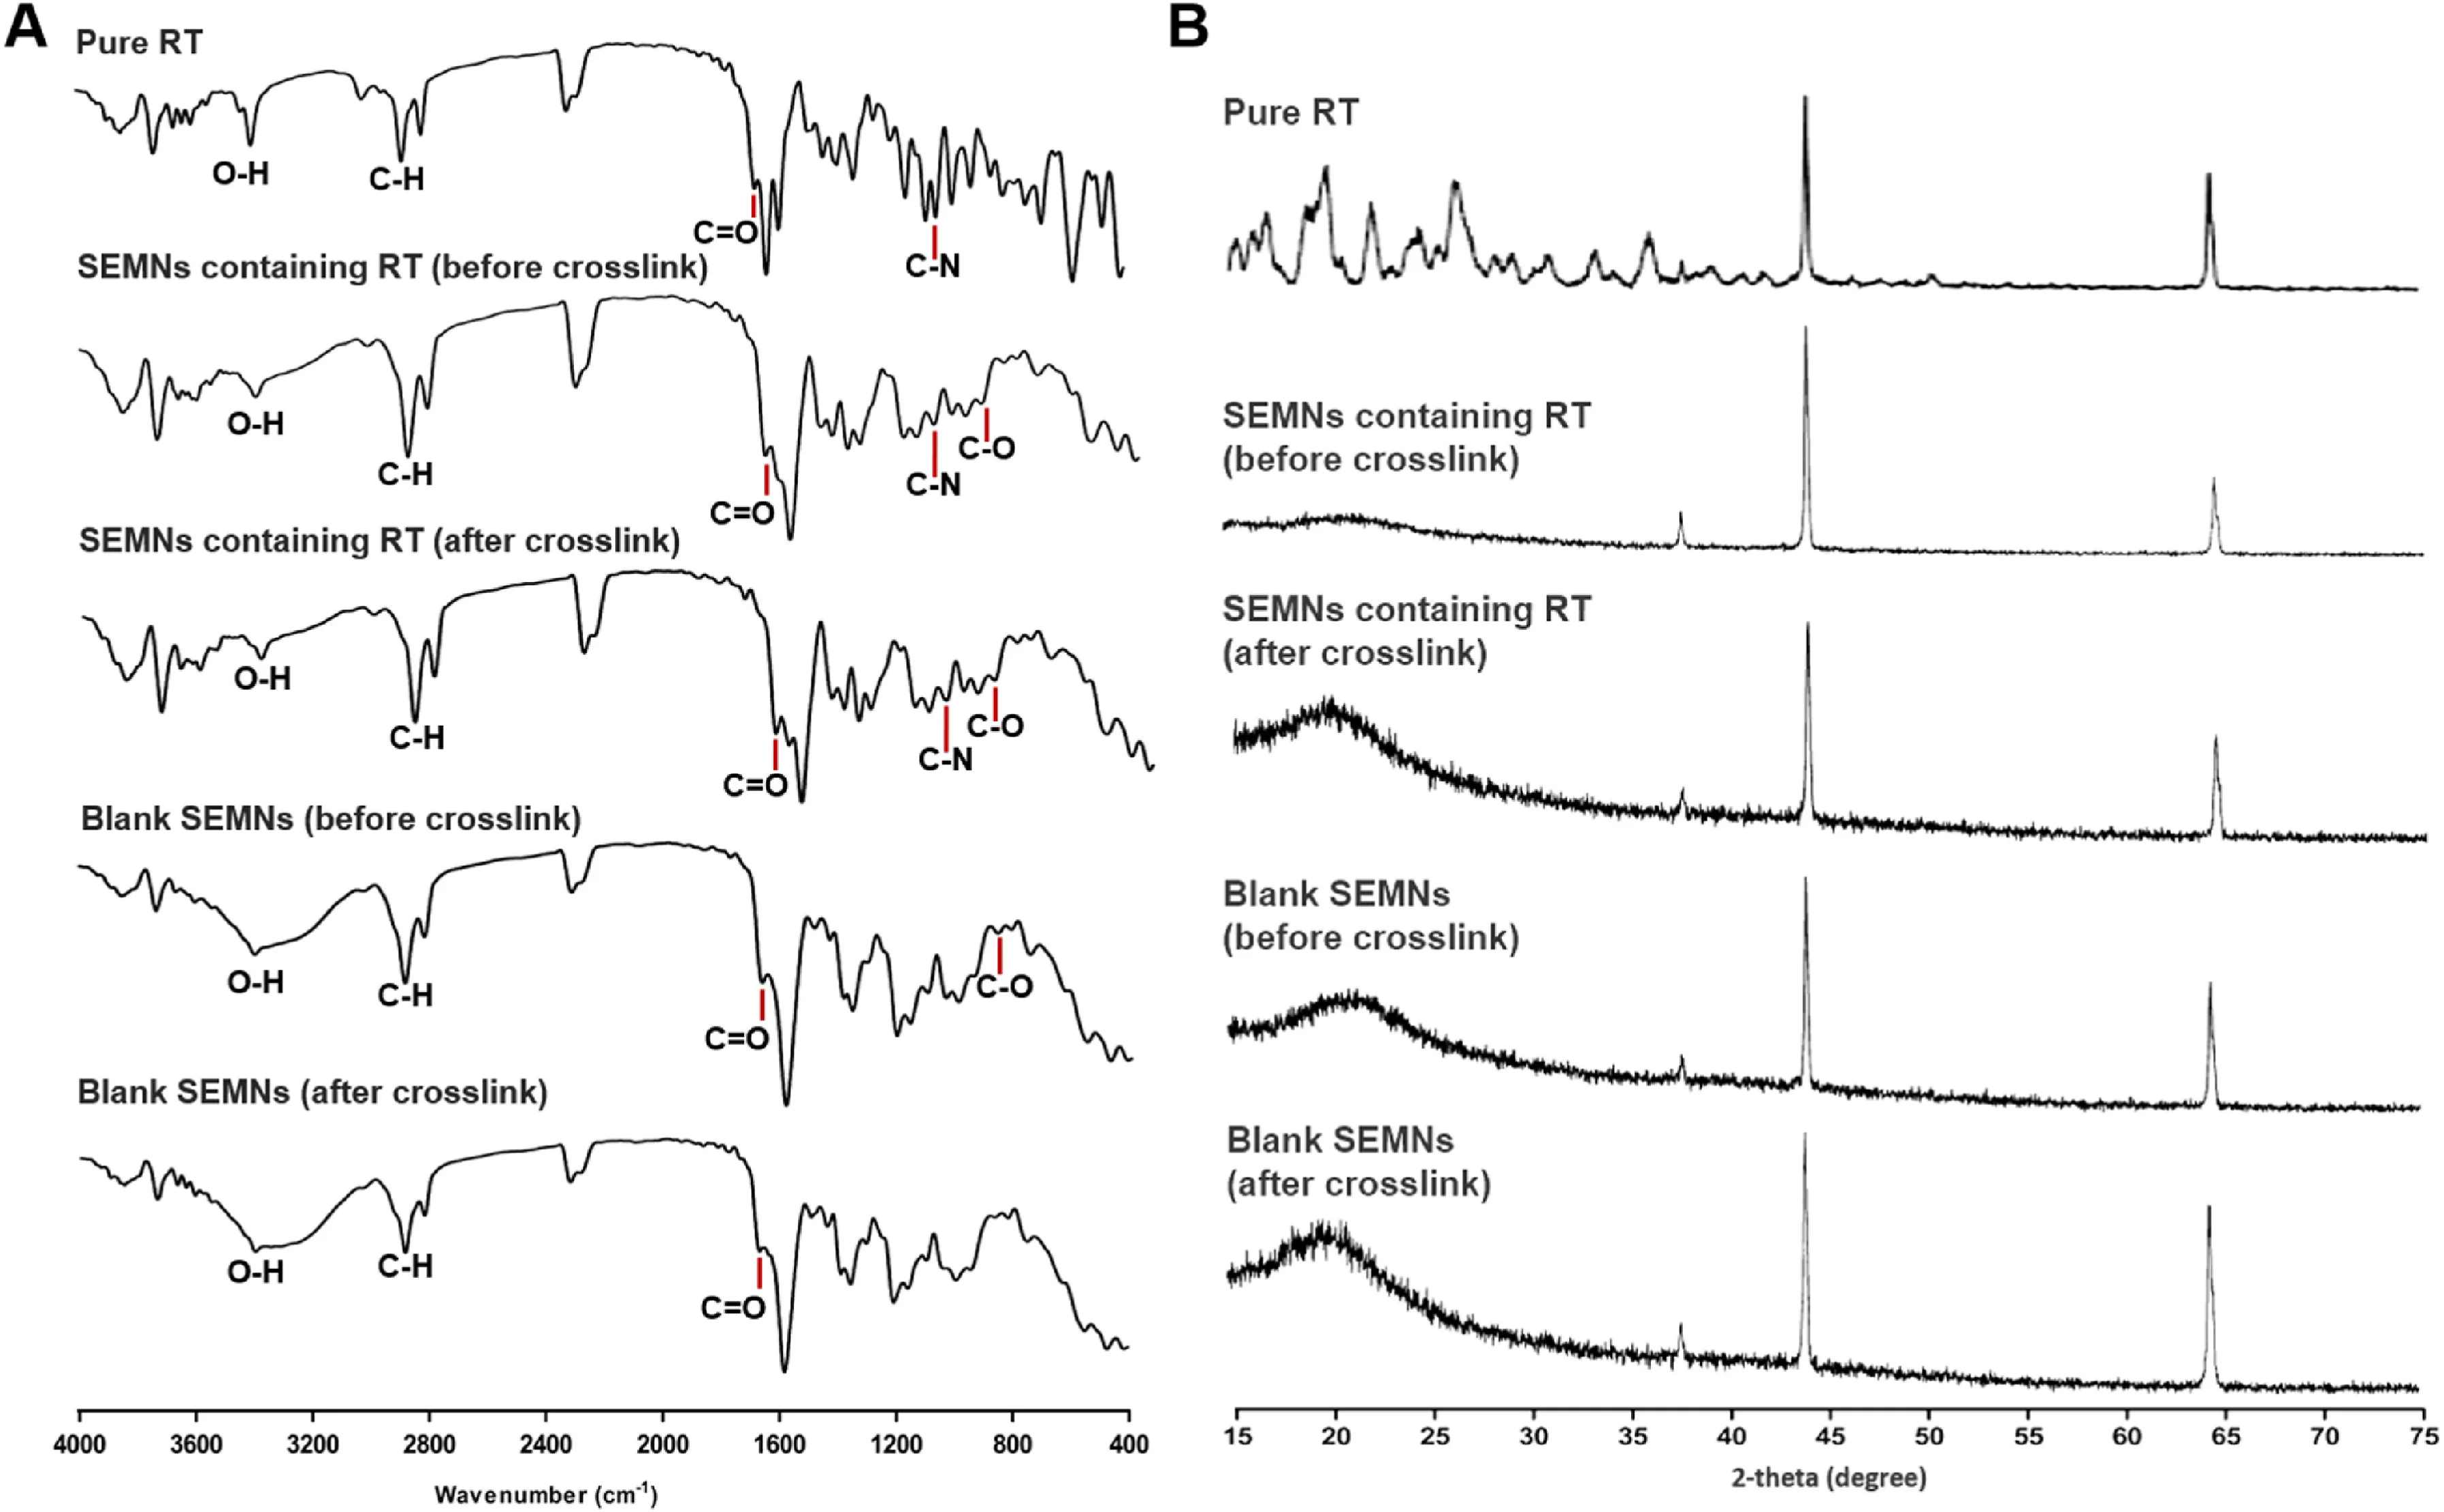 A
Pure RT
O-H
C-H
C=O
C-N
SEMNs containing RT (before crosslink)
O-H
C-H
C=O
C-N
C-O
SEMNs containing RT (after crosslink)
O-H
C-H
C=O
C-N
C-O
Blank SEMNs (before crosslink)
O-H
C-H
C=O
C-O
Blank SEMNs (after crosslink)
O-H
C-H
C=O
4000 3600 3200 2800 2400 2000 1600 1200 800 400
Wavenumber (cm-1)
B
Pure RT
SEMNs containing RT
(before crosslink)
SEMNs containing RT
(after crosslink)
Blank SEMNs
(before crosslink)
Blank SEMNs
(after crosslink)
15 20 25 30 35 40 45 50 55 60 65 70 75
2-theta (degree)